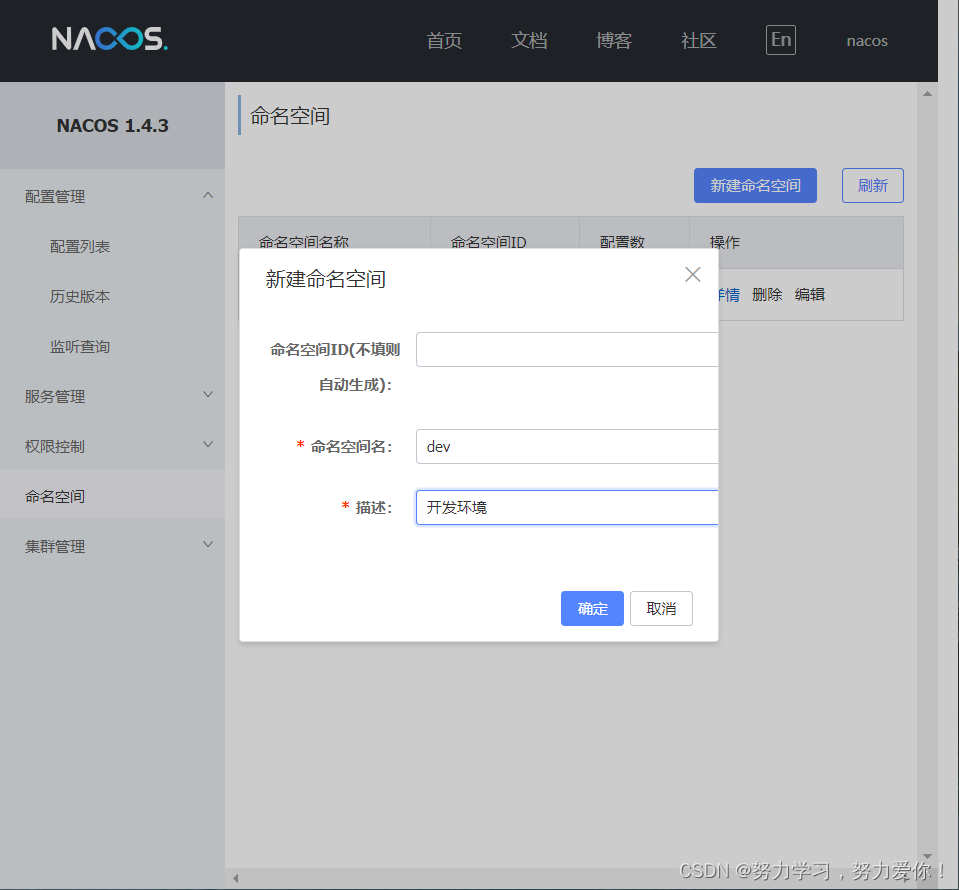 NACOS.
首页 文档 博客 社区 En nacos
NACOS 1.4.3
配置管理
配置列表
历史版本
监听查询
服务管理
权限控制
命名空间
集群管理
命名空间
新建命名空间 刷新
命名空间名称 命名空间ID 配置数 操作
详情 删除 编辑
新建命名空间
命名空间ID(不填则
自动生成):
* 命名空间名: dev
* 描述: 开发环境
确定 取消
CSDN @努力学习，努力爱你！